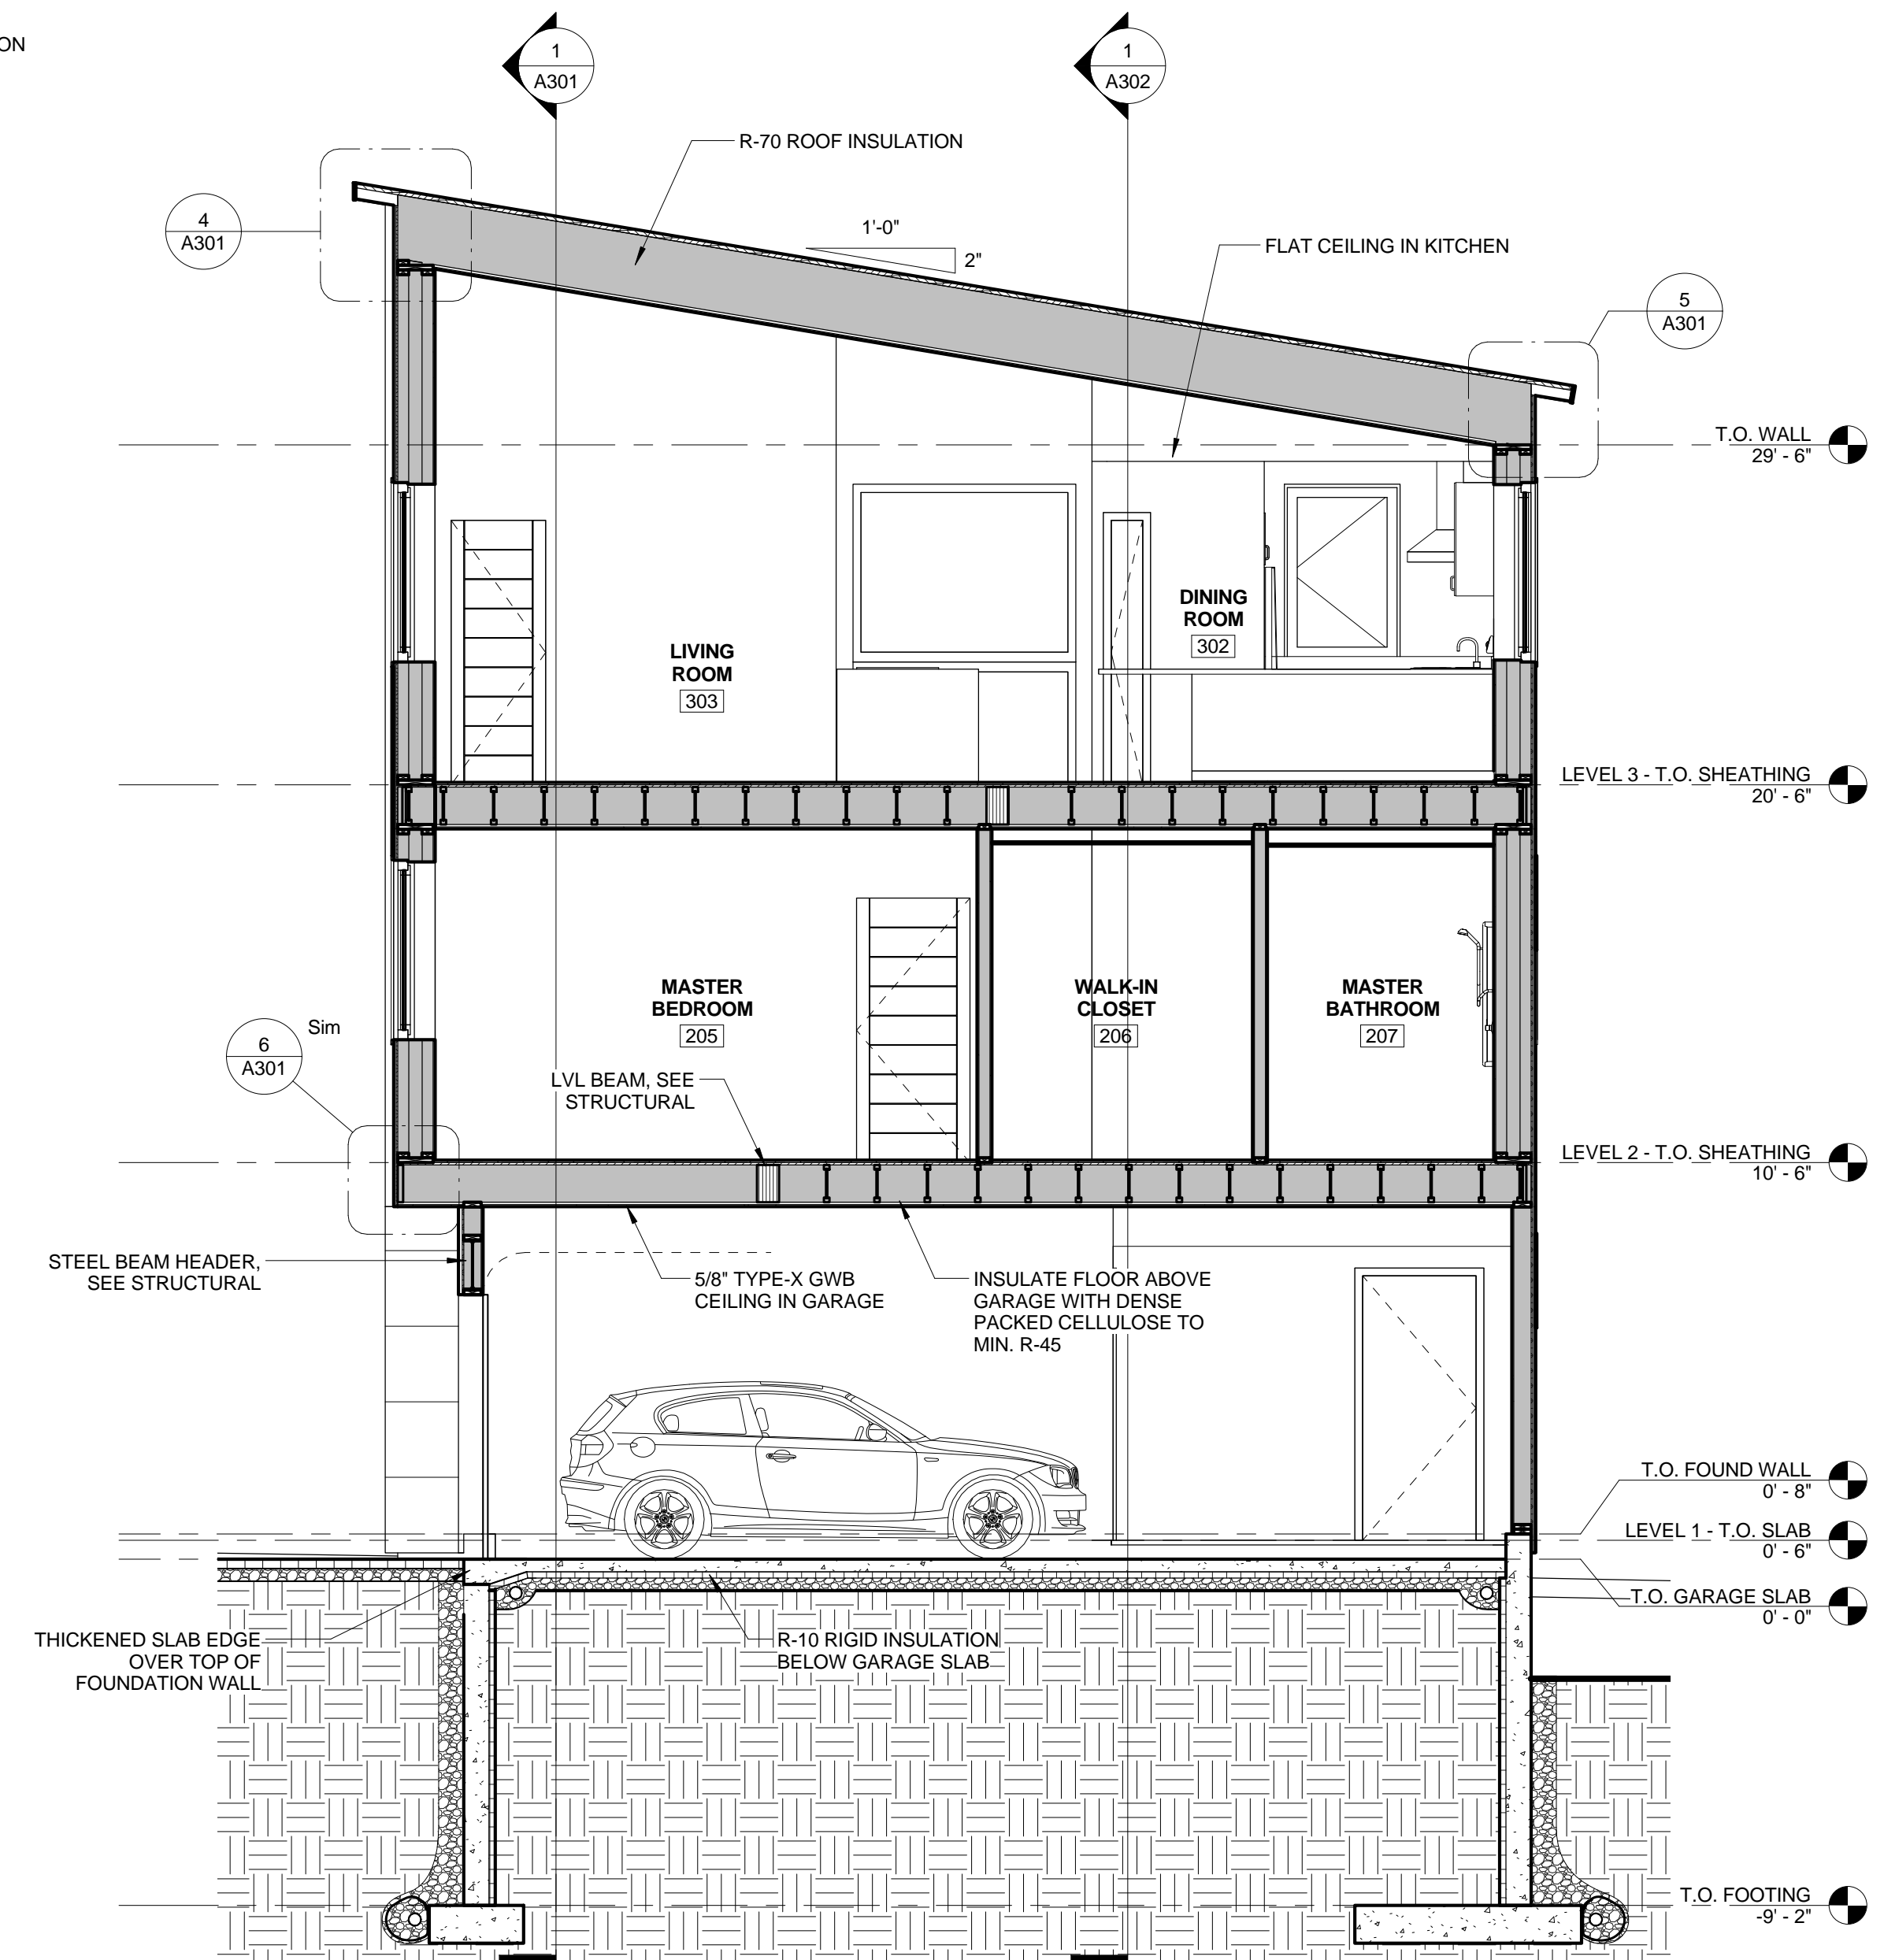 ON
1
A301
1
A302
R-70 ROOF INSULATION
4
A301
1'-0"
2"
FLAT CEILING IN KITCHEN
5
A301
T.O. WALL
29' - 6"
DINING
ROOM
302
LIVING
ROOM
303
LEVEL 3 - T.O. SHEATHING
20' - 6"
MASTER
BEDROOM
205
WALK-IN
CLOSET
206
MASTER
BATHROOM
207
6
A301
Sim
LVL BEAM, SEE
STRUCTURAL
LEVEL 2 - T.O. SHEATHING
10' - 6"
STEEL BEAM HEADER,
SEE STRUCTURAL
5/8" TYPE-X GWB
CEILING IN GARAGE
INSULATE FLOOR ABOVE
GARAGE WITH DENSE
PACKED CELLULOSE TO
MIN. R-45
T.O. FOUND WALL
0' - 8"
LEVEL 1 - T.O. SLAB
0' - 6"
T.O. GARAGE SLAB
0' - 0"
THICKENED SLAB EDGE
OVER TOP OF
FOUNDATION WALL
R-10 RIGID INSULATION
BELOW GARAGE SLAB
T.O. FOOTING
-9' - 2"